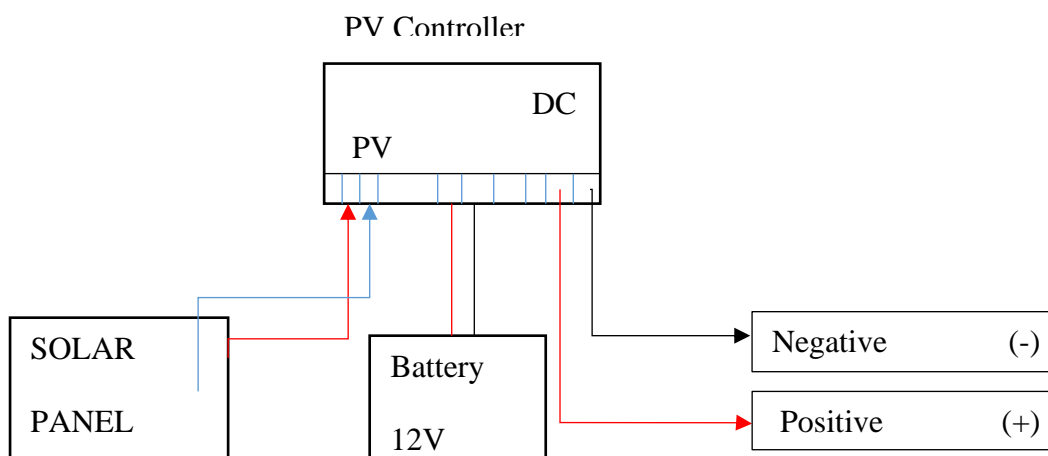 PV Controller
DC
PV
SOLAR
PANEL
Battery
12V
Negative (-)
Positive (+)